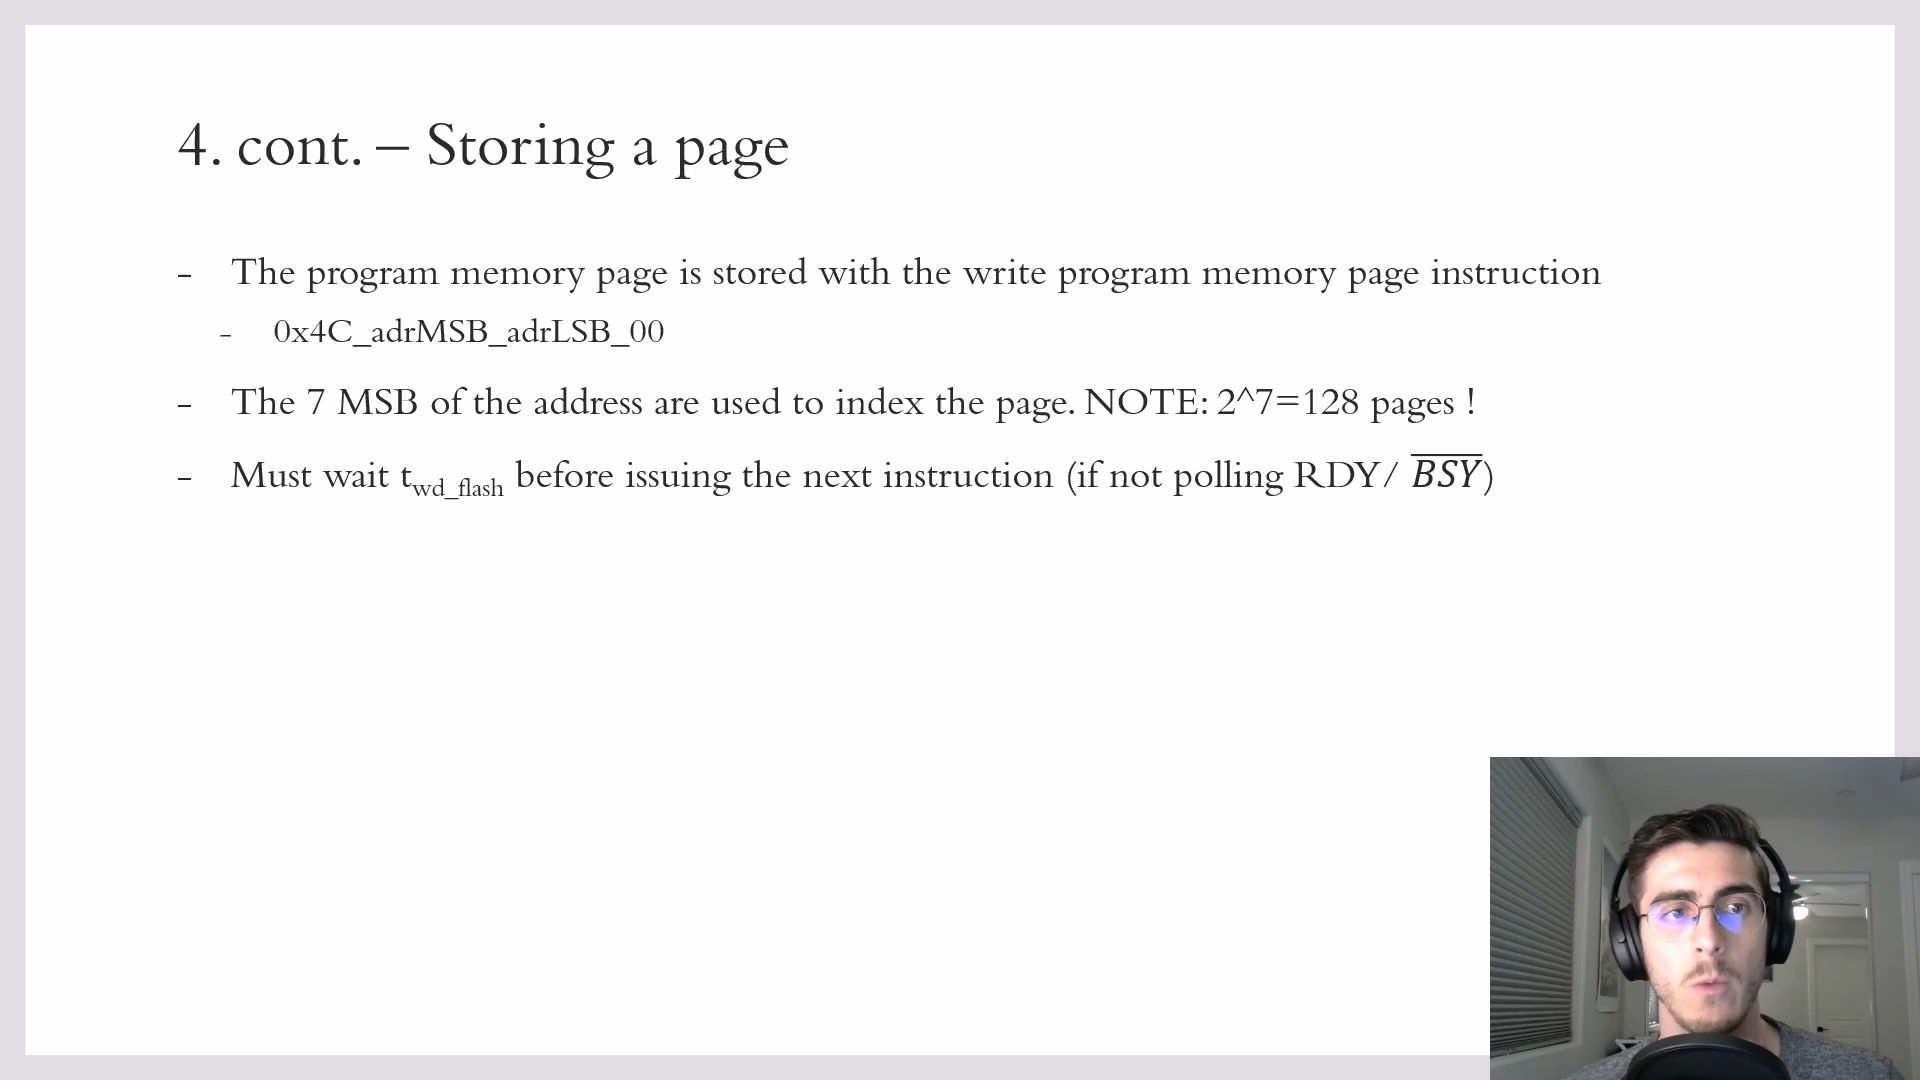 4. cont. – Storing a page
- The program memory page is stored with the write program memory page instruction
- 0x4C_adrMSB_adrLSB_00
- The 7 MSB of the address are used to index the page. NOTE: 2^7=128 pages !
- Must wait t_wd_flash before issuing the next instruction (if not polling RDY/ B̅S̅Y̅)